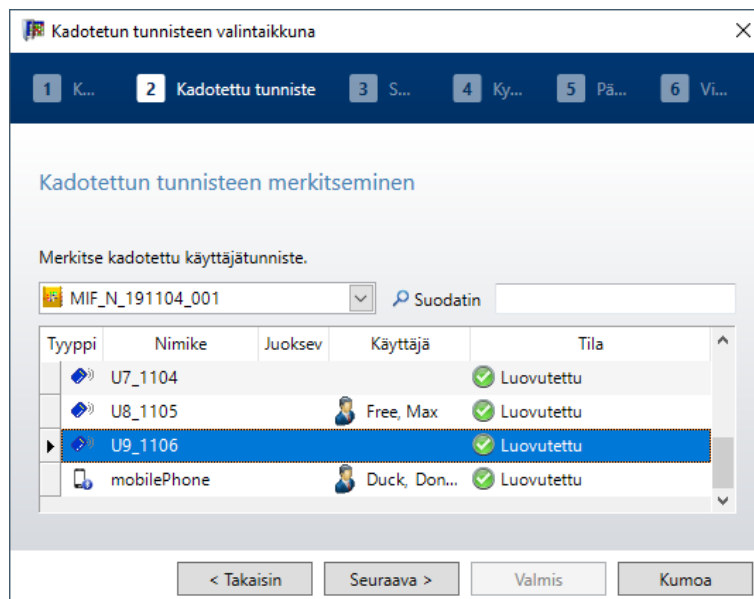 Kadotetun tunnisteen valintaikkuna
1 K... 2 Kadotettu tunniste 3 S... 4 Ky... 5 Pä... 6 Vi...
Kadotettun tunnisteen merkitseminen
Merkitse kadotettu käyttäjätunniste.
MIF_N_191104_001 Suodatin
Tyyppi Nimike Juoksev Käyttäjä Tila
U7_1104 Luovutettu
U8_1105 Free, Max Luovutettu
U9_1106 Luovutettu
mobilePhone Duck, Don... Luovutettu
< Takaisin Seuraava > Valmis Kumoa